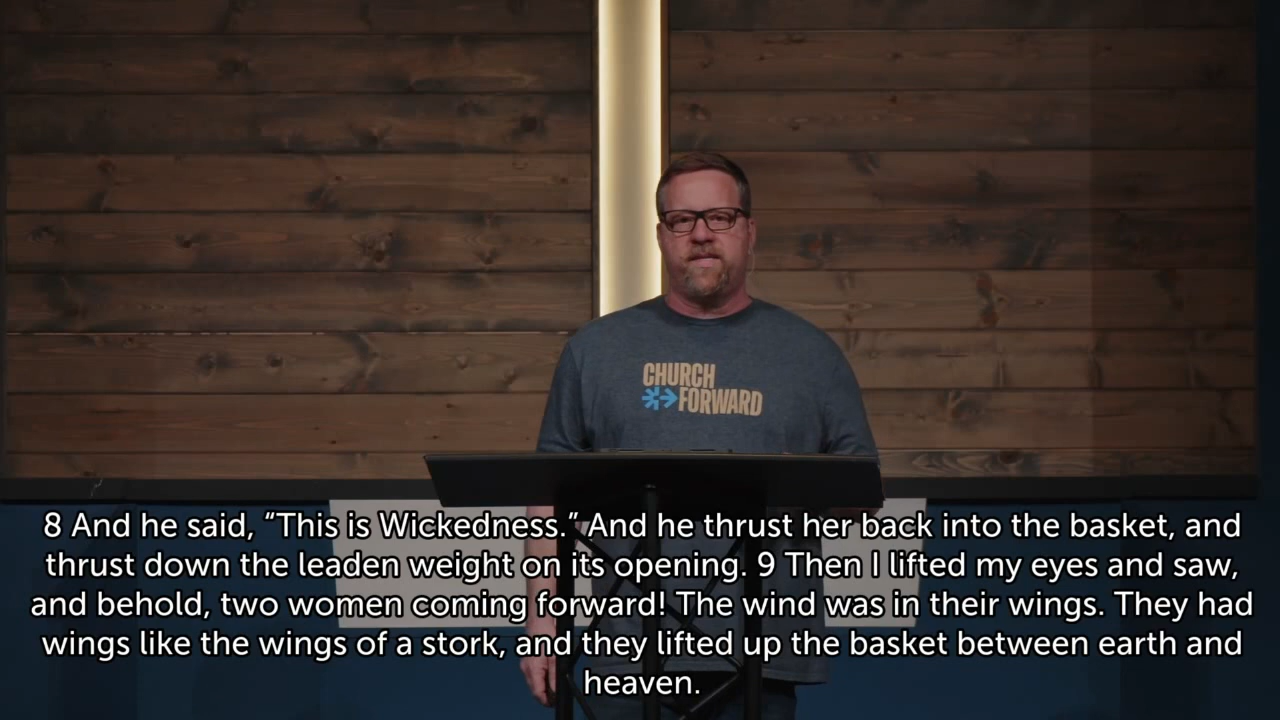 CHURCH
FORWARD
8 And he said, “This is Wickedness.” And he thrust her back into the basket, and
thrust down the leaden weight on its opening. 9 Then I lifted my eyes and saw,
and behold, two women coming forward! The wind was in their wings. They had
wings like the wings of a stork, and they lifted up the basket between earth and
heaven.